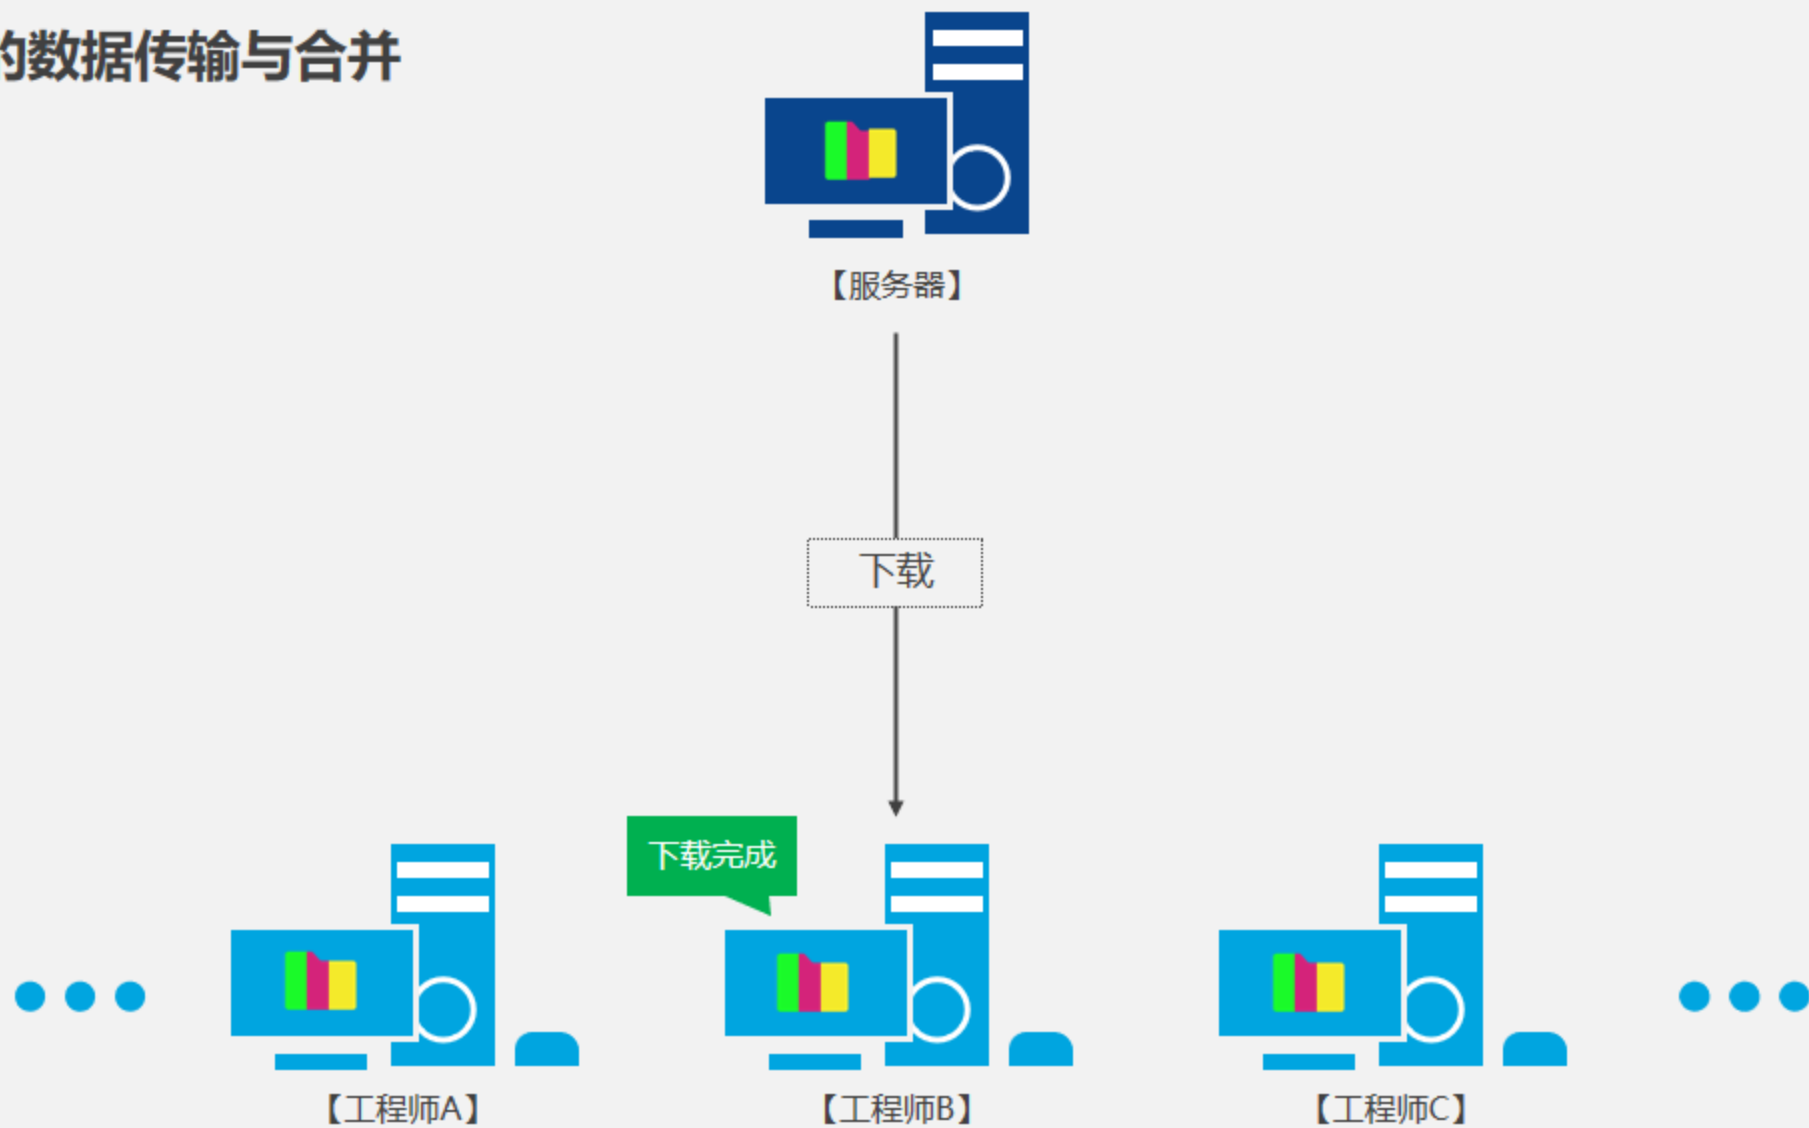 的数据传输与合并
【服务器】
下载
下载完成
【工程师A】
【工程师B】
【工程师C】